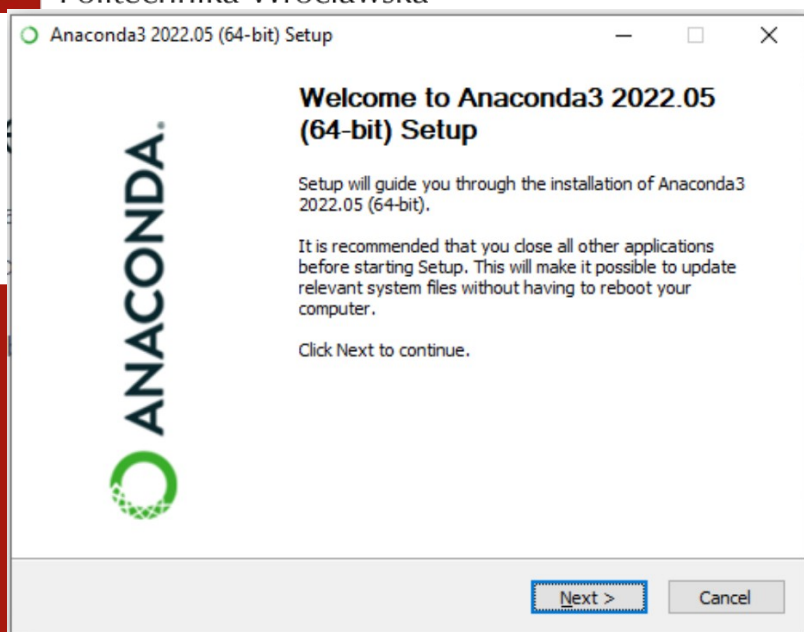 Politechnika Wrocławska
Anaconda3 2022.05 (64-bit) Setup
ANACONDA.
Welcome to Anaconda3 2022.05
(64-bit) Setup
Setup will guide you through the installation of Anaconda3
2022.05 (64-bit).
It is recommended that you close all other applications
before starting Setup. This will make it possible to update
relevant system files without having to reboot your
computer.
Click Next to continue.
Next >
Cancel